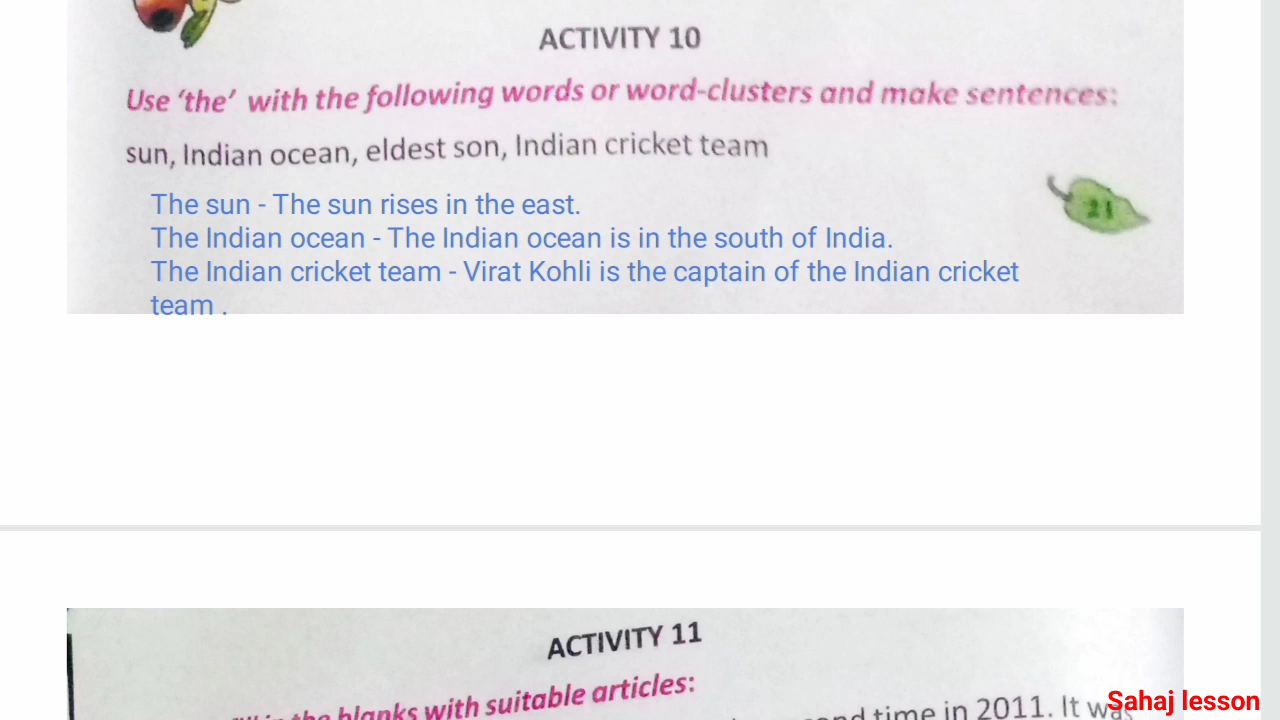 ACTIVITY 10
Use ‘the’ with the following words or word-clusters and make sentences:
sun, Indian ocean, eldest son, Indian cricket team
The sun - The sun rises in the east.
21
The Indian ocean - The Indian ocean is in the south of India.
The Indian cricket team - Virat Kohli is the captain of the Indian cricket
team .
ACTIVITY 11
in the blanks with suitable articles:
time in 2011. It was
Sahaj lesson